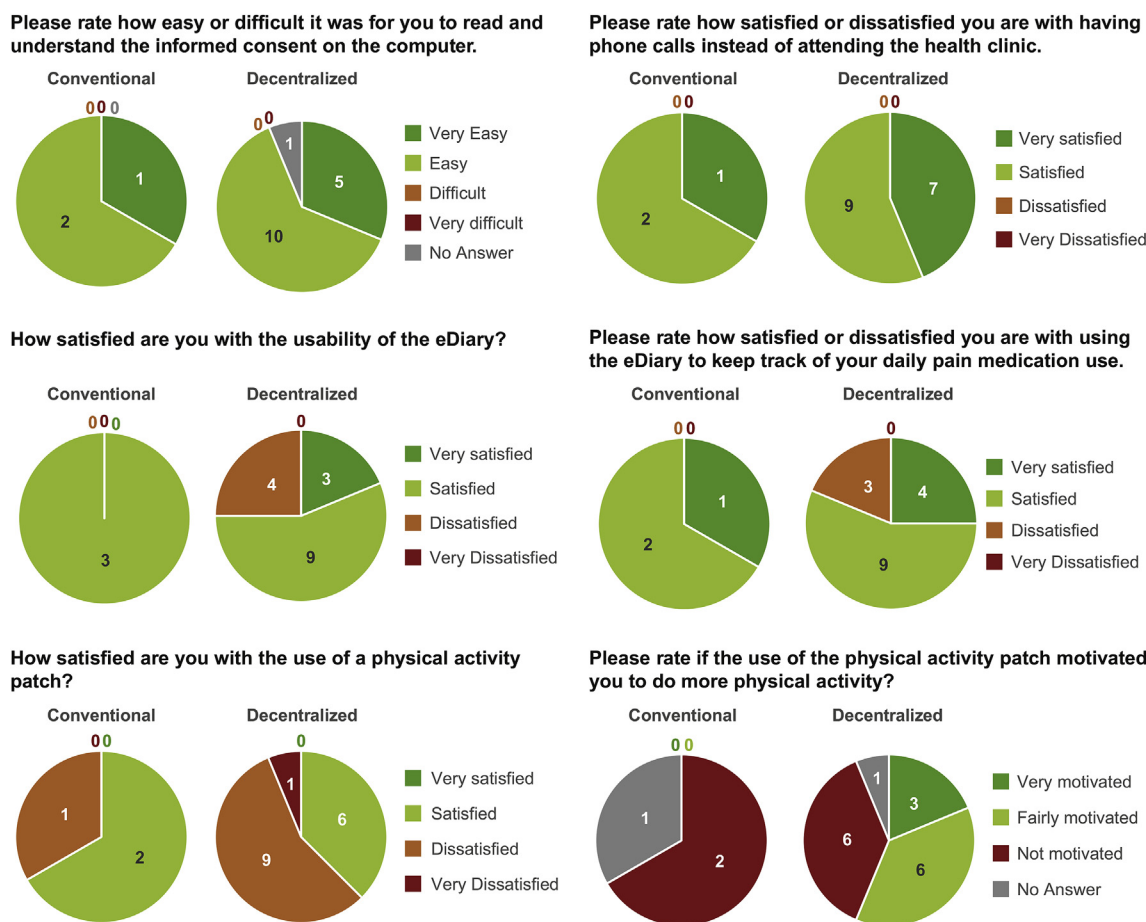 Please rate how easy or difficult it was for you to read and
understand the informed consent on the computer.
Conventional
Decentralized
0 0 0
1
2
0 0
1
5
10
Very Easy
Easy
Difficult
Very difficult
No Answer
Please rate how satisfied or dissatisfied you are with having
phone calls instead of attending the health clinic.
Conventional
Decentralized
0 0
1
2
0 0
7
9
Very satisfied
Satisfied
Dissatisfied
Very Dissatisfied
How satisfied are you with the usability of the eDiary?
Conventional
Decentralized
0 0 0
3
0
4
3
9
Very satisfied
Satisfied
Dissatisfied
Very Dissatisfied
Please rate how satisfied or dissatisfied you are with using
the eDiary to keep track of your daily pain medication use.
Conventional
Decentralized
0 0
1
2
0
3
4
9
Very satisfied
Satisfied
Dissatisfied
Very Dissatisfied
How satisfied are you with the use of a physical activity
patch?
Conventional
Decentralized
0 0
1
2
0
1
6
9
Very satisfied
Satisfied
Dissatisfied
Very Dissatisfied
Please rate if the use of the physical activity patch motivated
you to do more physical activity?
Conventional
Decentralized
0 0
1
2
1
3
6
6
Very motivated
Fairly motivated
Not motivated
No Answer